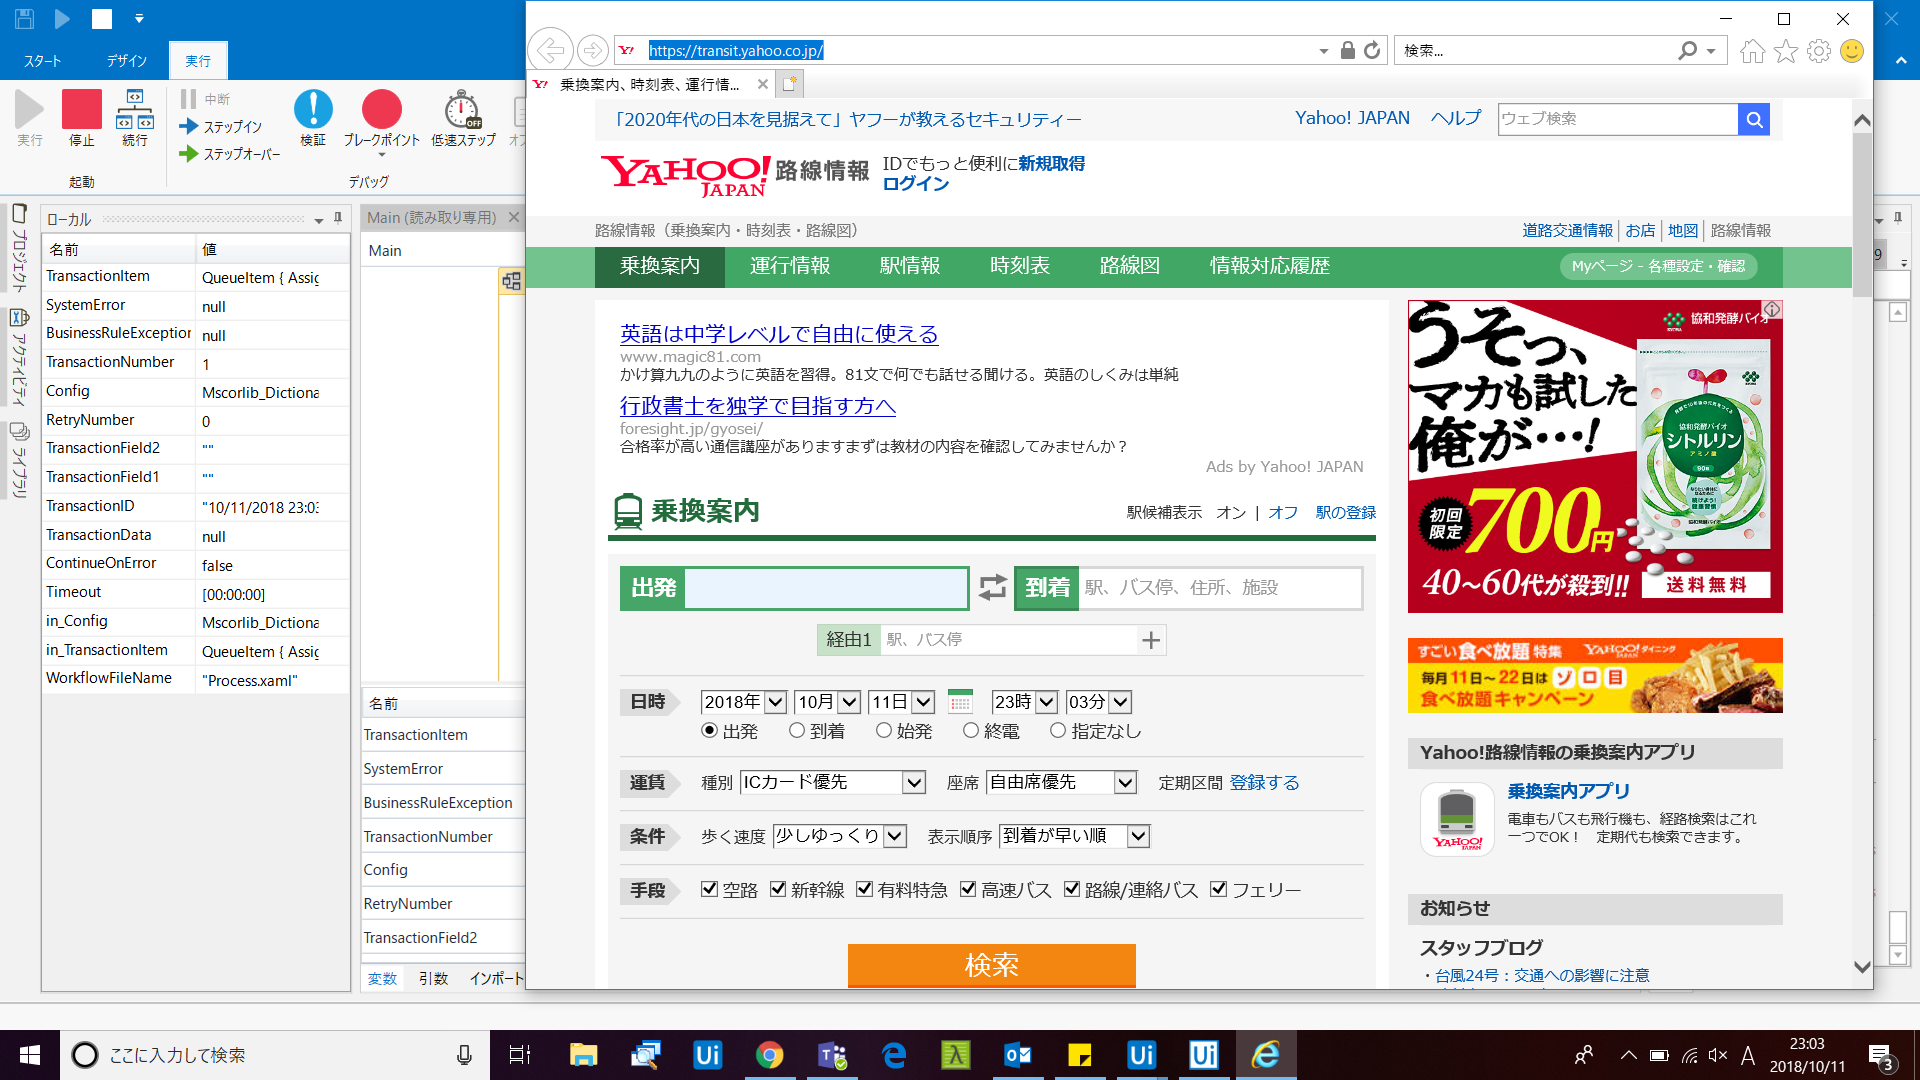 スタート
デザイン
実行
実行
停止
続行
中断
ステップイン
ステップオーバー
検証
ブレークポイント
低速ステップ
起動
デバッグ
プロジェクト
アクティビティ
ライブラリ
ローカル
名前 値
TransactionItem QueueItem { Assig
SystemError null
BusinessRuleException null
TransactionNumber 1
Config Mscorlib_Dictiona
RetryNumber 0
TransactionField2 ""
TransactionField1 ""
TransactionID "10/11/2018 23:03
TransactionData null
ContinueOnError false
Timeout [00:00:00]
in_Config Mscorlib_Dictiona
in_TransactionItem QueueItem { Assig
WorkflowFileName "Process.xaml"
Main (読み取り専用)
Main
名前
TransactionItem
SystemError
BusinessRuleException
TransactionNumber
Config
RetryNumber
TransactionField2
変数 引数 インポート
https://transit.yahoo.co.jp/
検索...
乗換案内、時刻表、運行情...
「2020年代の日本を見据えて」ヤフーが教えるセキュリティー
Yahoo! JAPAN ヘルプ
ウェブ検索
YAHOO! JAPAN 路線情報
IDでもっと便利に新規取得
ログイン
路線情報（乗換案内・時刻表・路線図）
道路交通情報 お店 地図 路線情報
乗換案内 運行情報 駅情報 時刻表 路線図 情報対応履歴
Myページ - 各種設定・確認
英語は中学レベルで自由に使える
www.magic81.com
かけ算九九のように英語を習得。81文で何でも話せる聞ける。英語のしくみは単純
行政書士を独学で目指す方へ
foresight.jp/gyosei/
合格率が高い通信講座がありますまずは教材の内容を確認してみませんか？
Ads by Yahoo! JAPAN
乗換案内
駅候補表示 オン | オフ 駅の登録
出発
到着 駅、バス停、住所、施設
経由1 駅、バス停
日時 2018年 10月 11日 23時 03分
出発 到着 始発 終電 指定なし
運賃 種別 ICカード優先 座席 自由席優先 定期区間 登録する
条件 歩く速度 少しゆっくり 表示順序 到着が早い順
手段 空路 新幹線 有料特急 高速バス 路線/連絡バス フェリー
検索
うそっ、
マカも試した
俺が…!
協和発酵バイオ
協和発酵バイオ
シトルリン
アミノ酸
初回
限定
700円
40〜60代が殺到!!
送料無料
すごい食べ放題 特集 YAHOO! ダイニング
毎月11日〜22日はゾロ目
食べ放題キャンペーン
Yahoo!路線情報の乗換案内アプリ
YAHOO!
JAPAN
乗換案内アプリ
電車もバスも飛行機も、経路検索はこれ
一つでOK！ 定期代も検索できます。
お知らせ
スタッフブログ
・台風24号：交通への影響に注意
ここに入力して検索
A
23:03
2018/10/11
3